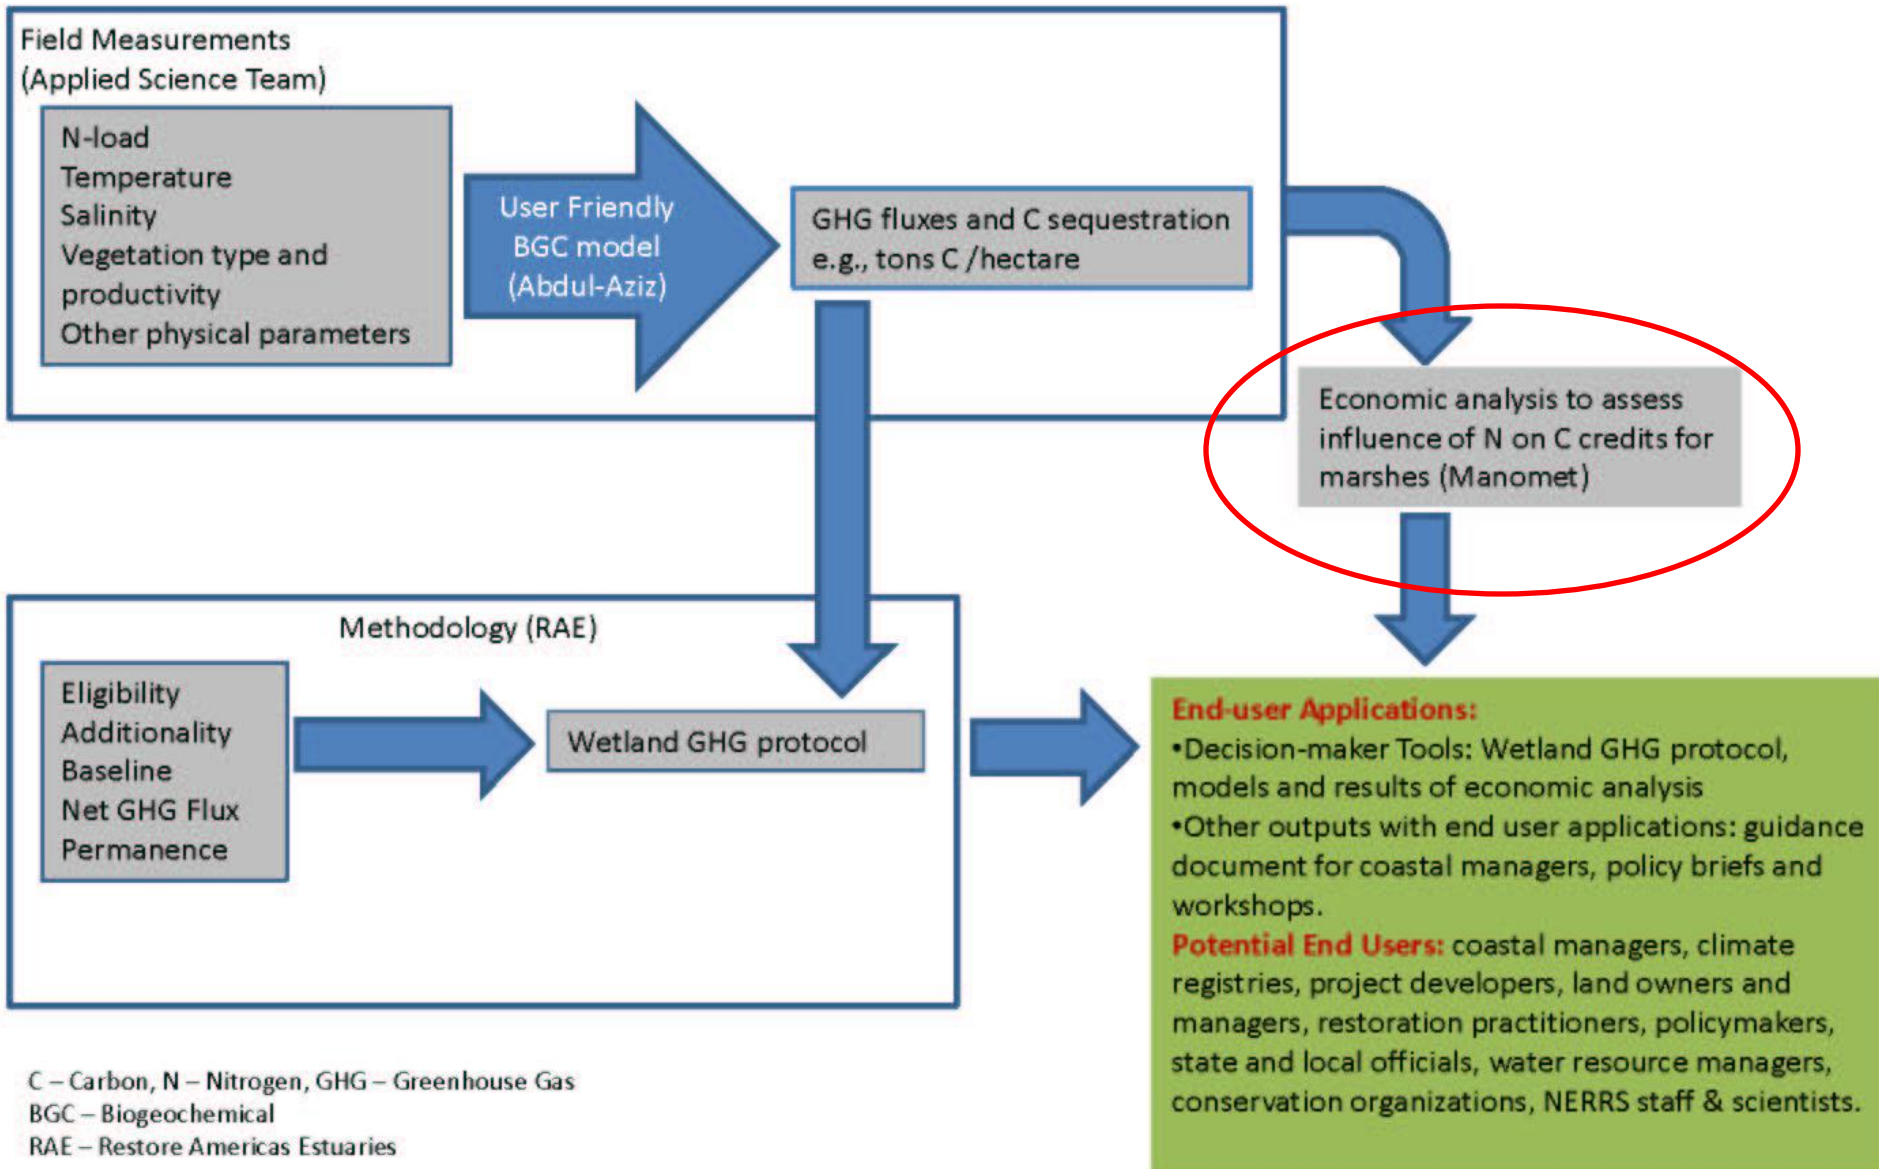 Field Measurements
(Applied Science Team)
N-load
Temperature
Salinity
Vegetation type and
productivity
Other physical parameters
User Friendly
BGC model
(Abdul-Aziz)
GHG fluxes and C sequestration
e.g., tons C /hectare
Economic analysis to assess
influence of N on C credits for
marshes (Manomet)
Methodology (RAE)
Eligibility
Additionality
Baseline
Net GHG Flux
Permanence
Wetland GHG protocol
End-user Applications:
•Decision-maker Tools: Wetland GHG protocol,
models and results of economic analysis
•Other outputs with end user applications: guidance
document for coastal managers, policy briefs and
workshops.
Potential End Users: coastal managers, climate
registries, project developers, land owners and
managers, restoration practitioners, policymakers,
state and local officials, water resource managers,
conservation organizations, NERRS staff & scientists.
C – Carbon, N – Nitrogen, GHG – Greenhouse Gas
BGC – Biogeochemical
RAE – Restore Americas Estuaries